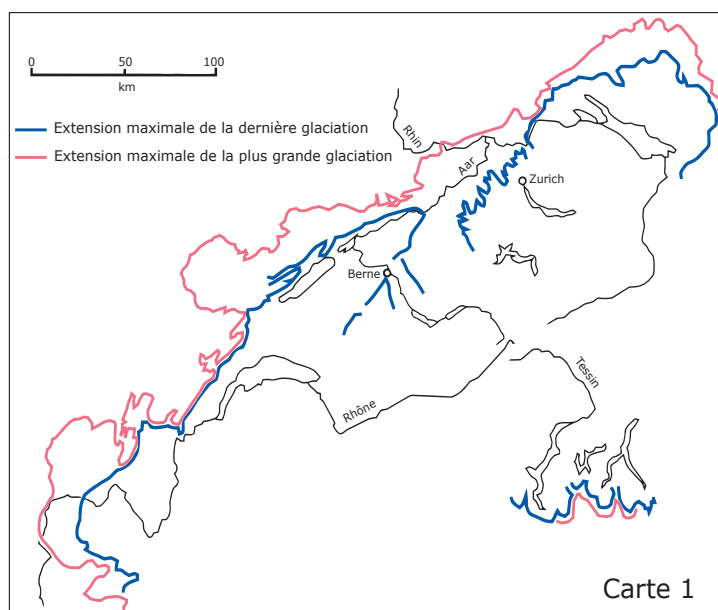 0 50 100
km
Extension maximale de la dernière glaciation
Extension maximale de la plus grande glaciation
Rhin
Aar
Zurich
Berne
Tessin
Rhône
Carte 1